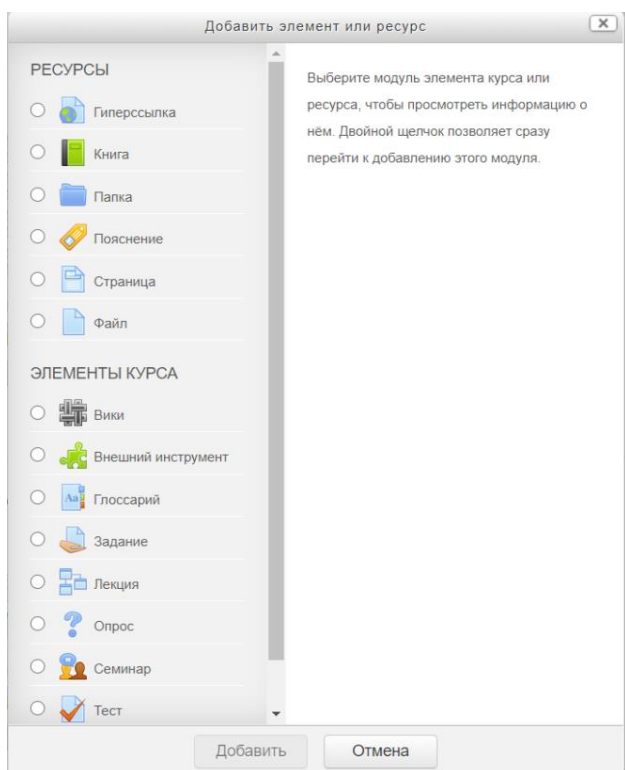 Добавить элемент или ресурс
РЕСУРСЫ
Гиперссылка
Книга
Папка
Пояснение
Страница
Файл
ЭЛЕМЕНТЫ КУРСА
Вики
Внешний инструмент
Глоссарий
Задание
Лекция
Опрос
Семинар
Тест
Выберите модуль элемента курса или
ресурса, чтобы просмотреть информацию о
нём. Двойной щелчок позволяет сразу
перейти к добавлению этого модуля.
Добавить
Отмена